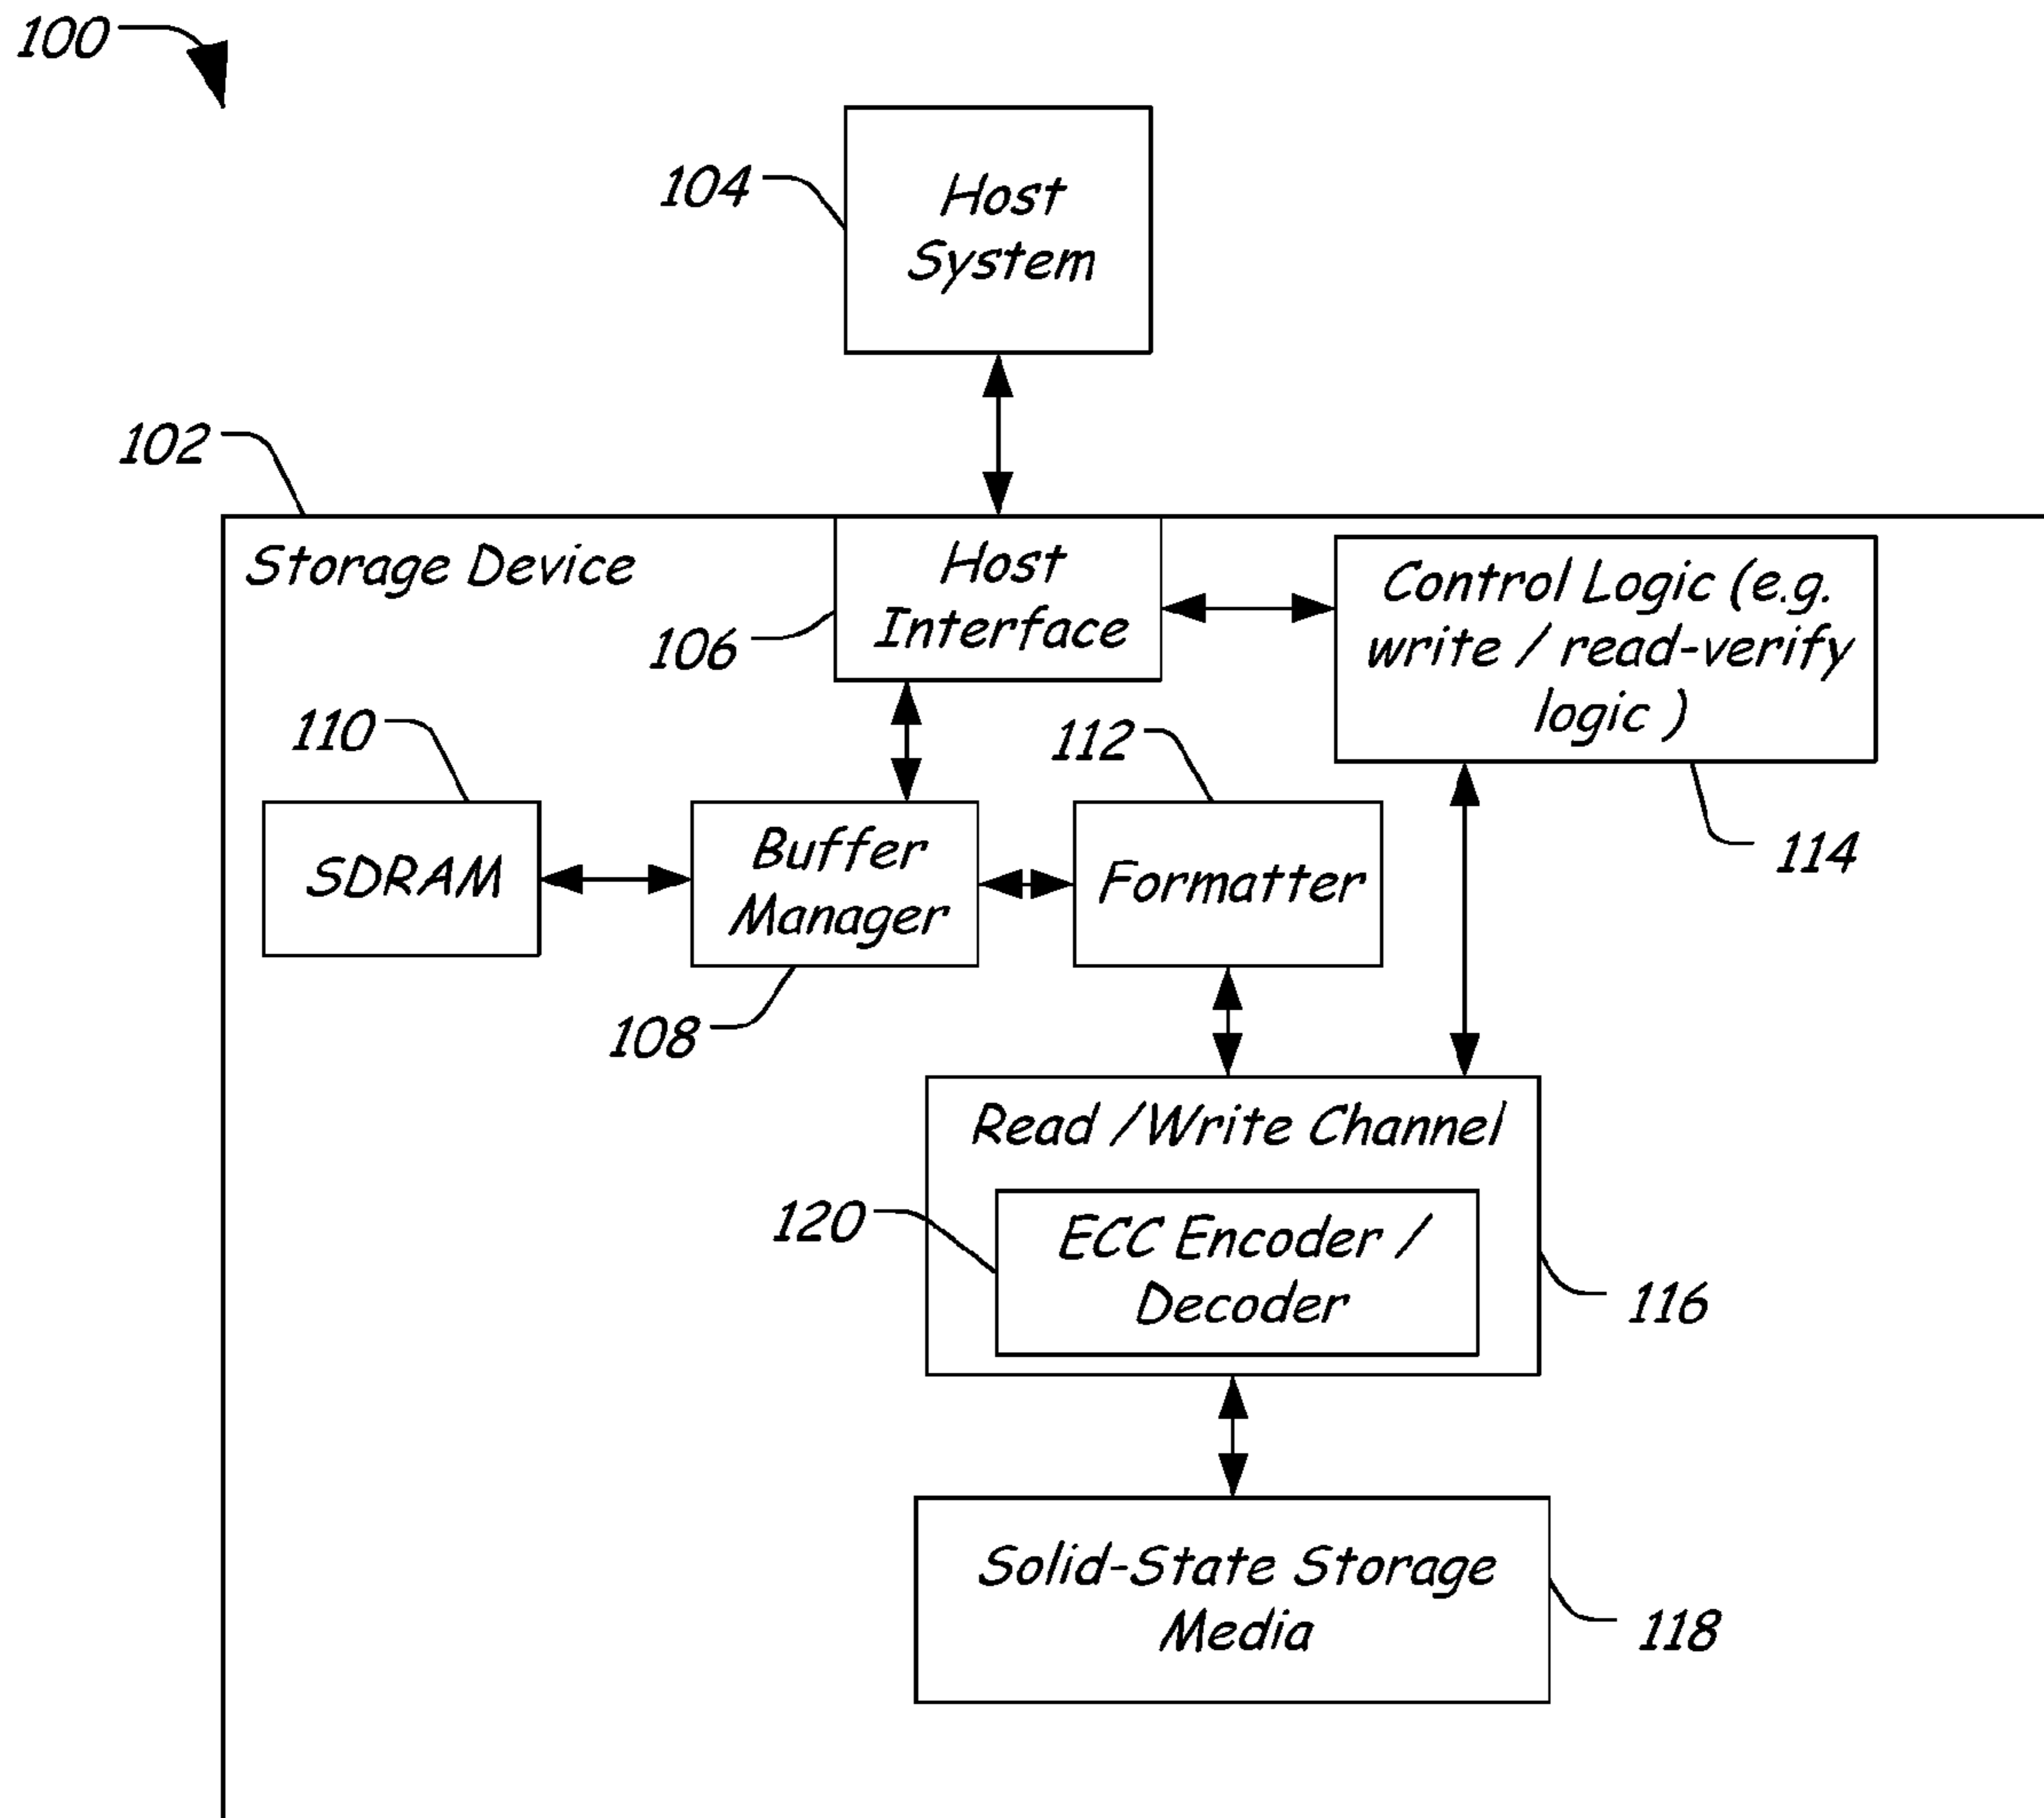 100
104
Host
System
102
Storage Device
Host
Interface
106
Control Logic (e.g.
write / read-verify
logic )
114
110
SDRAM
Buffer
Manager
108
112
Formatter
Read /Write Channel
120
ECC Encoder /
Decoder
116
Solid-State Storage
Media
118